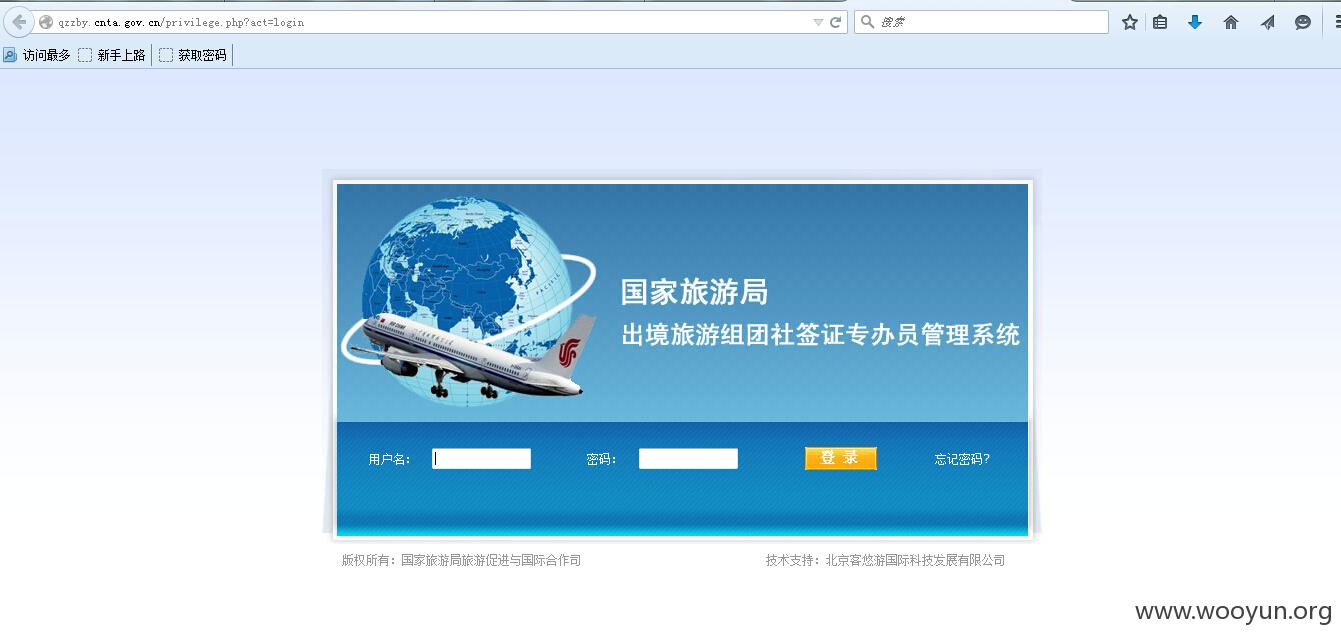 qzzby.cnta.gov.cn/privilege.php?act=login
搜索
访问最多 新手上路 获取密码
国家旅游局
出境旅游组团社签证专办员管理系统
用户名： 密码： 登 录 忘记密码?
版权所有：国家旅游局旅游促进与国际合作司 技术支持：北京客悠游国际科技发展有限公司
www.wooyun.org